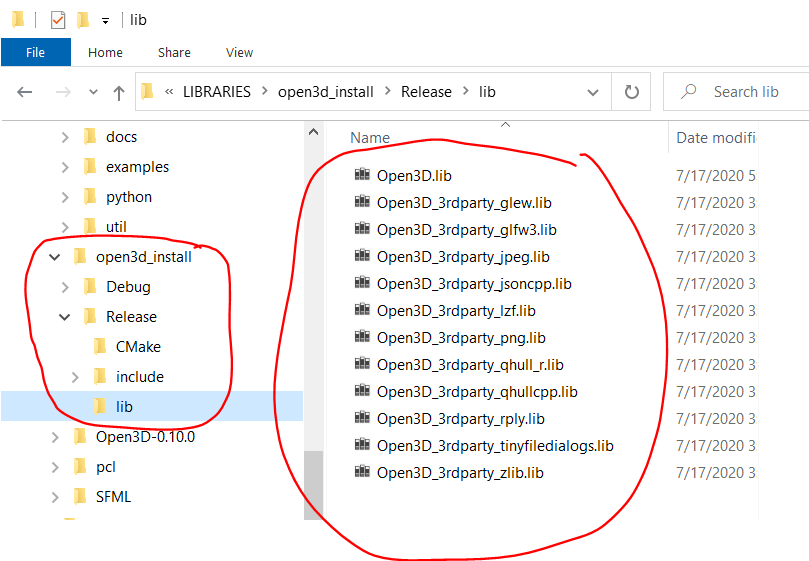 lib
File Home Share View
« LIBRARIES > open3d_install > Release > lib
Search lib
docs
examples
python
util
open3d_install
Debug
Release
CMake
include
lib
Open3D-0.10.0
pcl
SFML
Name Date modifi
Open3D.lib 7/17/2020 5
Open3D_3rdparty_glew.lib 7/17/2020 3
Open3D_3rdparty_glfw3.lib 7/17/2020 3
Open3D_3rdparty_jpeg.lib 7/17/2020 3
Open3D_3rdparty_jsoncpp.lib 7/17/2020 3
Open3D_3rdparty_lzf.lib 7/17/2020 3
Open3D_3rdparty_png.lib 7/17/2020 3
Open3D_3rdparty_qhull_r.lib 7/17/2020 3
Open3D_3rdparty_qhullcpp.lib 7/17/2020 3
Open3D_3rdparty_rply.lib 7/17/2020 3
Open3D_3rdparty_tinyfiledialogs.lib 7/17/2020 3
Open3D_3rdparty_zlib.lib 7/17/2020 3